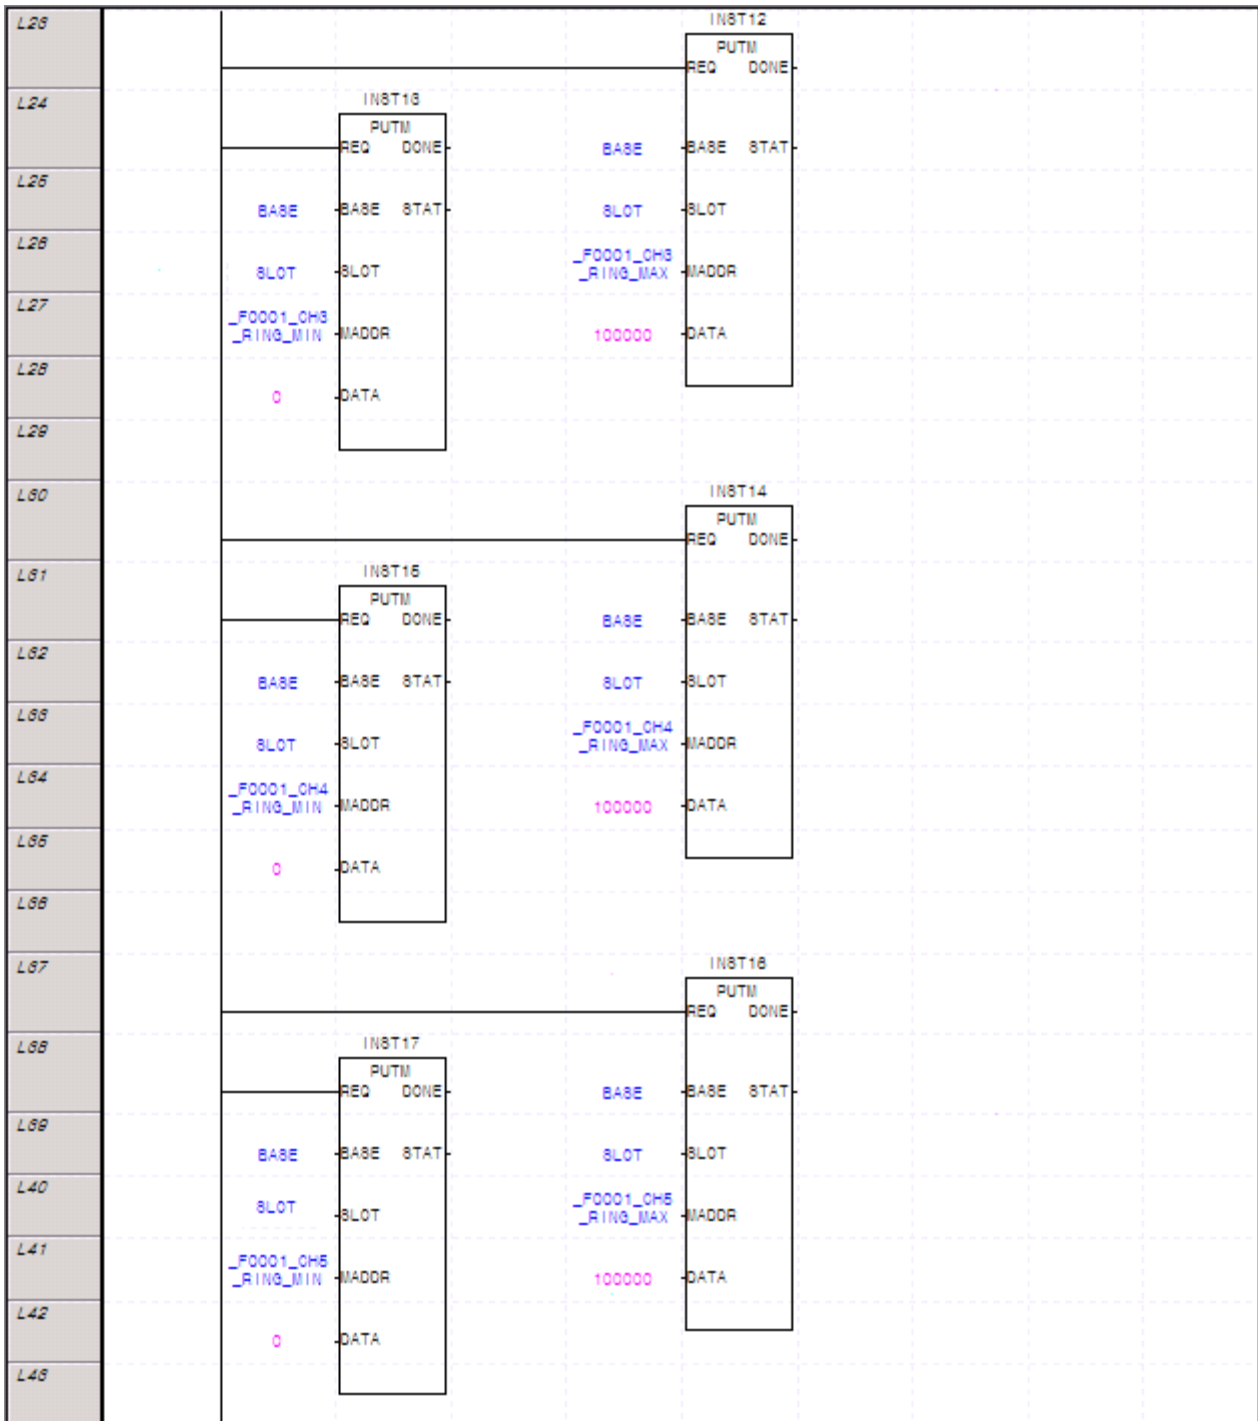 L23
INST12
PUTM
REQ DONE
L24
INST13
PUTM
REQ DONE
BASE
BASE STAT
L25
BASE
BASE STAT
SLOT
SLOT
L26
SLOT
SLOT
_F0001_CH3
_RING_MAX
MADDR
L27
_F0001_CH3
_RING_MIN
MADDR
100000
DATA
L28
0
DATA
L29
L30
INST14
PUTM
REQ DONE
L31
INST15
PUTM
REQ DONE
BASE
BASE STAT
L32
BASE
BASE STAT
SLOT
SLOT
L33
SLOT
SLOT
_F0001_CH4
_RING_MAX
MADDR
L34
_F0001_CH4
_RING_MIN
MADDR
100000
DATA
L35
0
DATA
L36
L37
INST16
PUTM
REQ DONE
L38
INST17
PUTM
REQ DONE
BASE
BASE STAT
L39
BASE
BASE STAT
SLOT
SLOT
L40
SLOT
SLOT
_F0001_CH5
_RING_MAX
MADDR
L41
_F0001_CH5
_RING_MIN
MADDR
100000
DATA
L42
0
DATA
L43